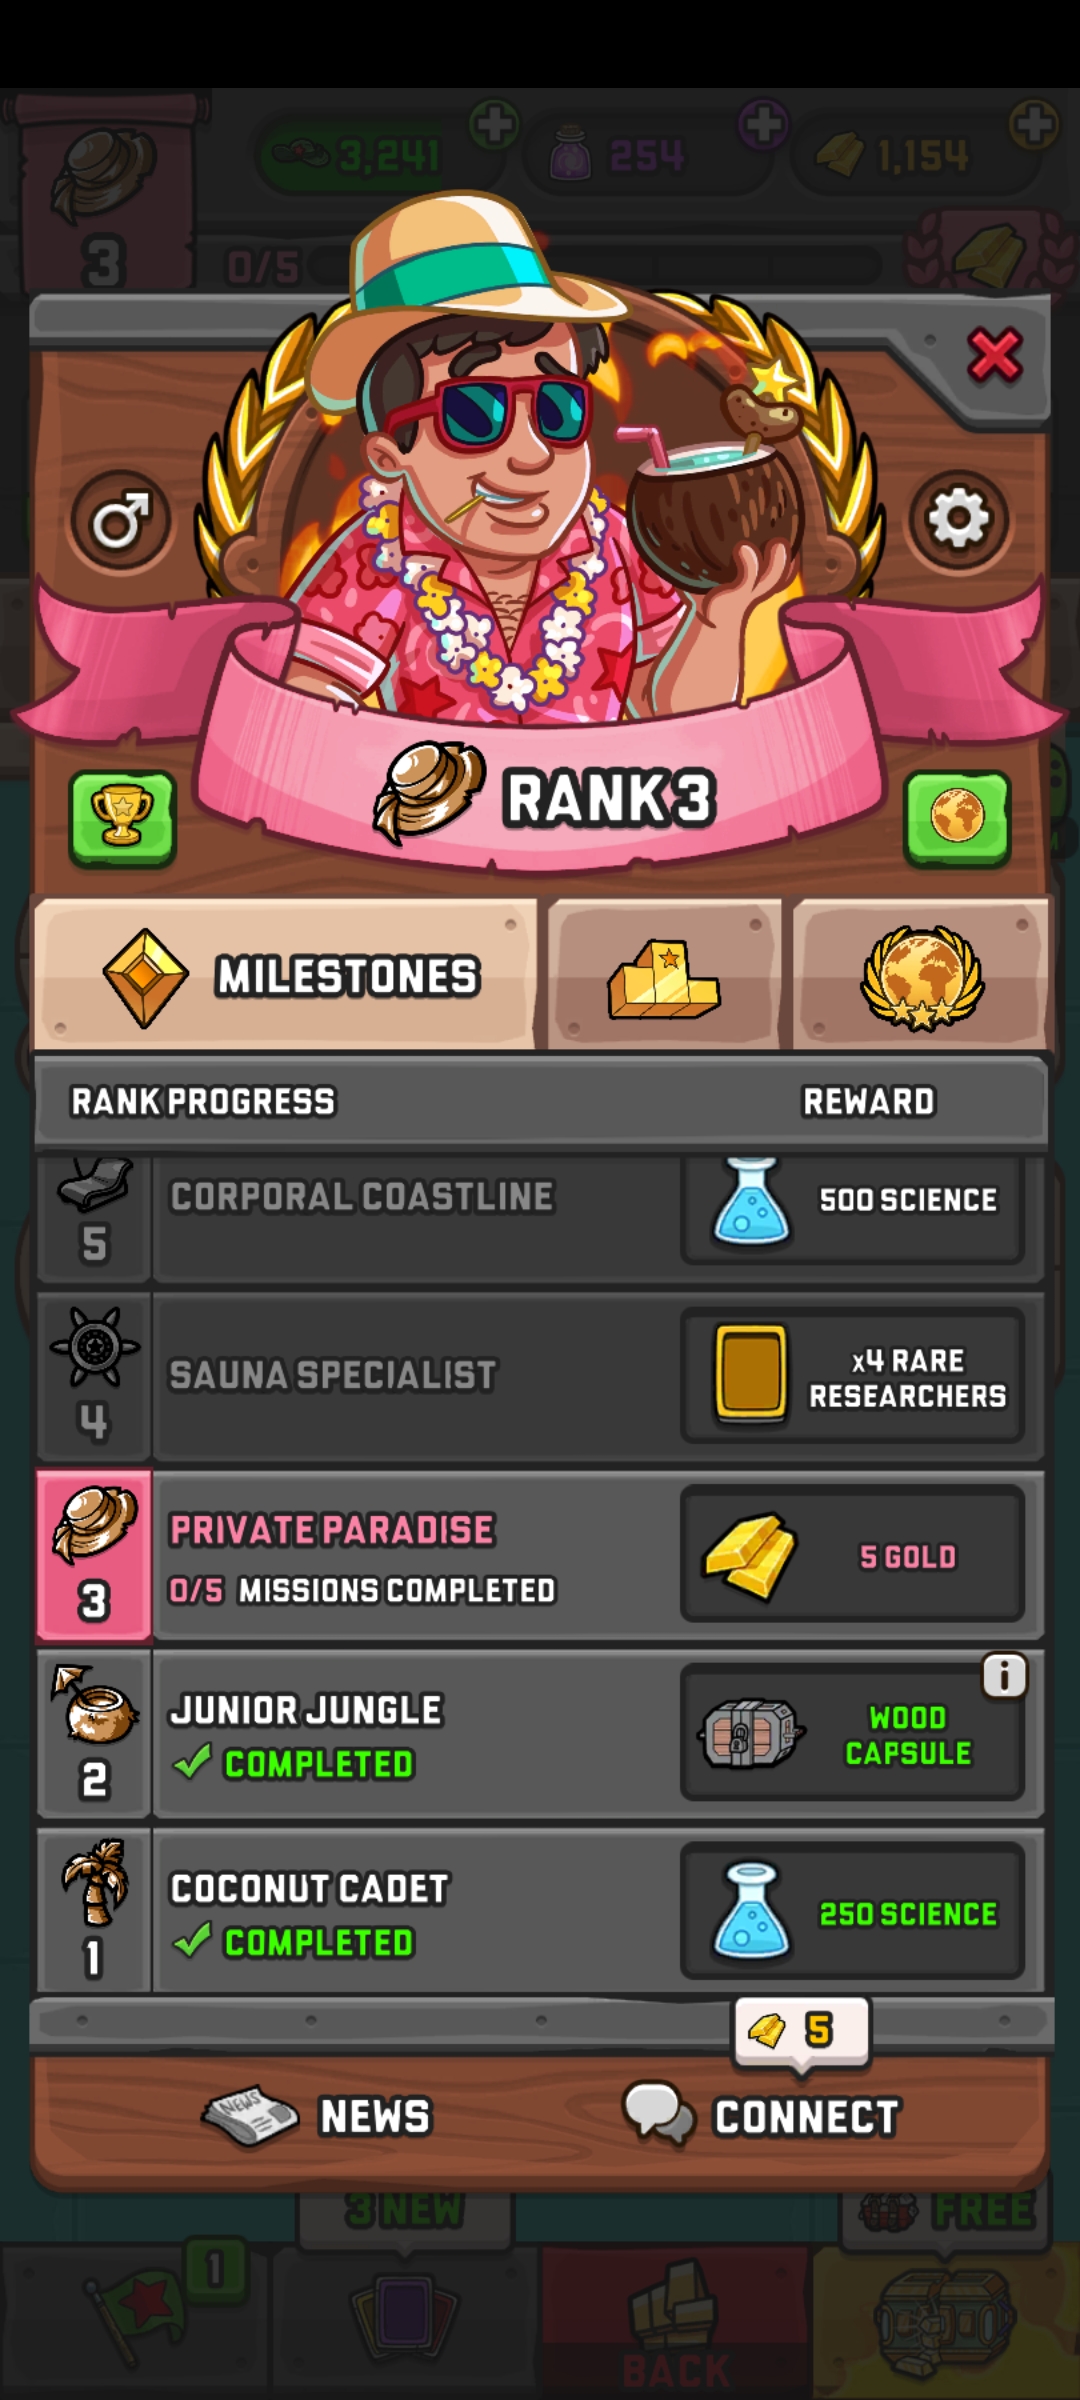 3,241
254
1,154
3
0/5
RANK 3
MILESTONES
RANK PROGRESS
REWARD
5
CORPORAL COASTLINE
500 SCIENCE
4
SAUNA SPECIALIST
x4 RARE
RESEARCHERS
3
PRIVATE PARADISE
0/5 MISSIONS COMPLETED
5 GOLD
2
JUNIOR JUNGLE
COMPLETED
i
WOOD
CAPSULE
1
COCONUT CADET
COMPLETED
250 SCIENCE
5
NEWS
NEWS
CONNECT
3 NEW
FREE
1
BACK